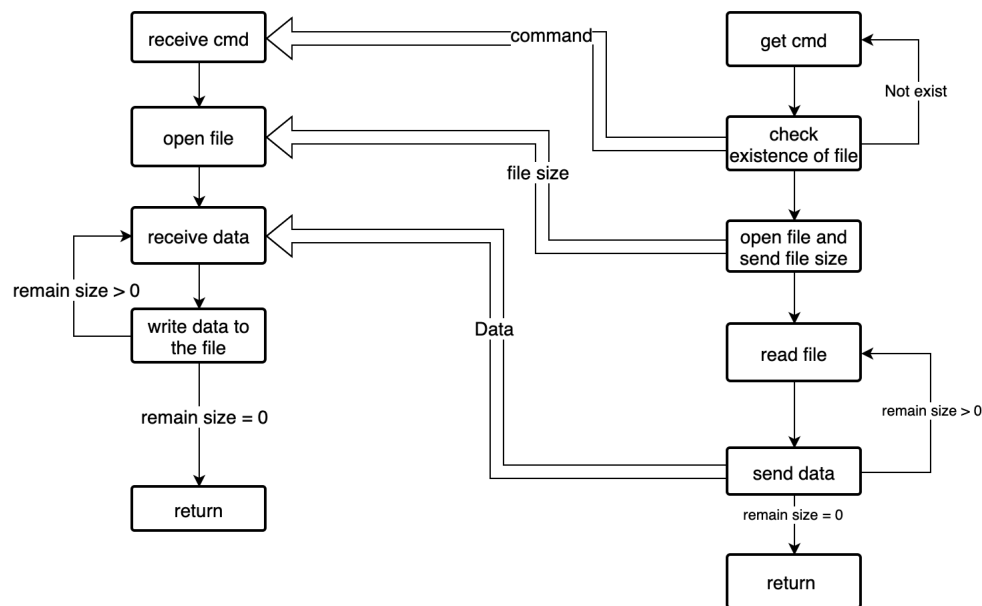 receive cmd
command
get cmd
Not exist
open file
check
existence of file
file size
receive data
open file and
send file size
remain size > 0
write data to
the file
Data
read file
remain size = 0
remain size > 0
send data
return
remain size = 0
return